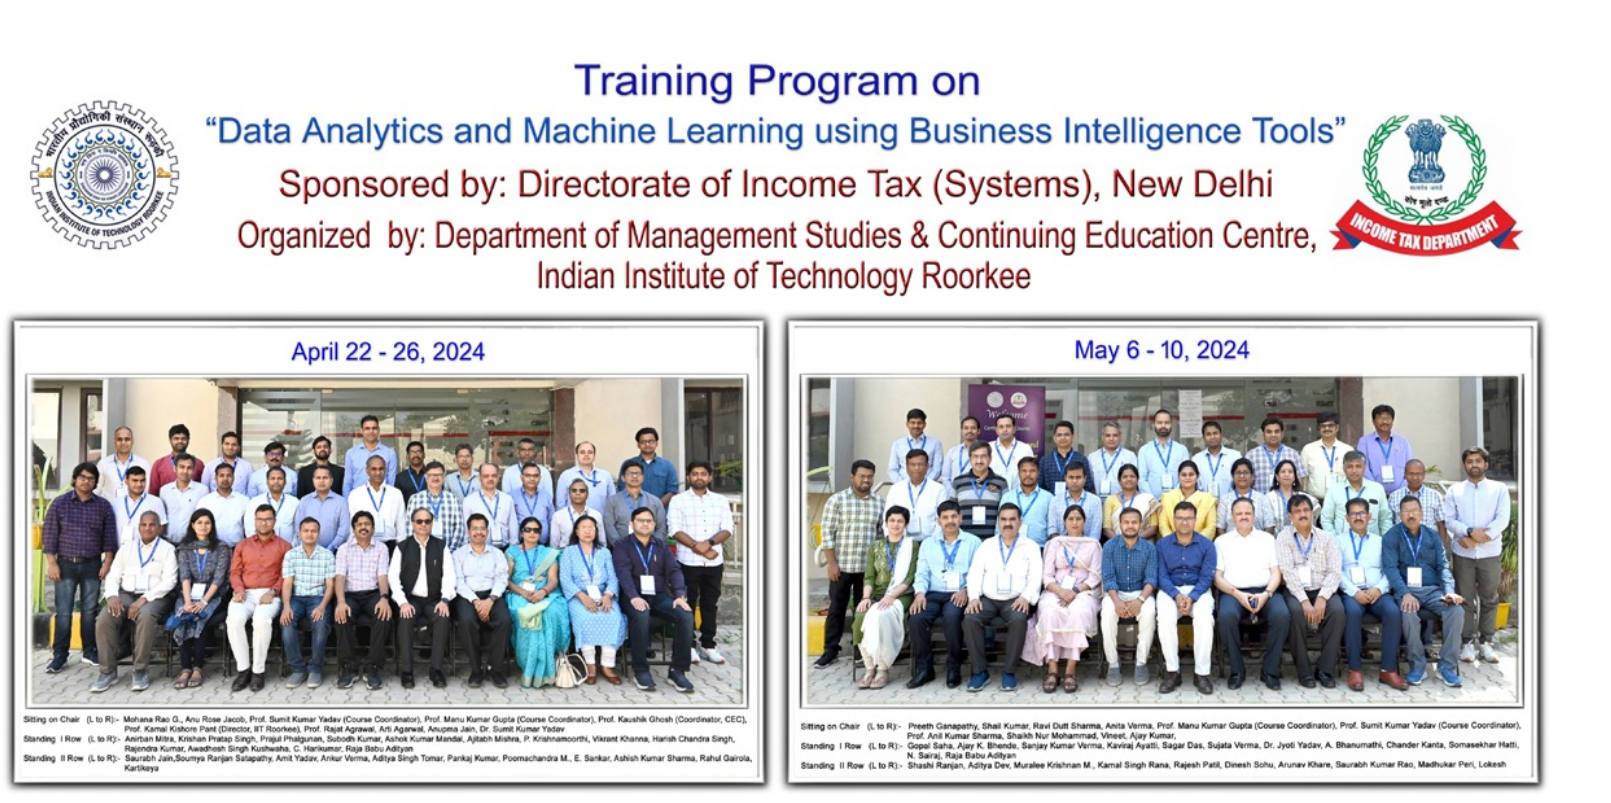 Training Program on
“Data Analytics and Machine Learning using Business Intelligence Tools”
Sponsored by: Directorate of Income Tax (Systems), New Delhi
Organized by: Department of Management Studies & Continuing Education Centre,
Indian Institute of Technology Roorkee
भारतीय प्रौद्योगिकी संस्थान रूड़की
INDIAN INSTITUTE OF TECHNOLOGY ROORKEE
सत्यमेव जयते
कोष मूलो दण्डः
INCOME TAX DEPARTMENT
April 22 - 26, 2024
Sitting on Chair (L to R):- Mohana Rao G., Anu Rose Jacob, Prof. Sumit Kumar Yadav (Course Coordinator), Prof. Manu Kumar Gupta (Course Coordinator), Prof. Kaushik Ghosh (Coordinator, CEC),
Prof. Kamal Kishore Pant (Director, IIT Roorkee), Prof. Rajat Agrawal, Arti Agarwal, Anupma Jain, Dr. Sumit Kumar Yadav
Standing I Row (L to R):- Anirban Mitra, Krishan Pratap Singh, Prajul Phalgunan, Subodh Kumar, Ashok Kumar Mandal, Ajitabh Mishra, P. Krishnamoorthi, Vikrant Khanna, Harish Chandra Singh,
Rajendra Kumar, Awadhosh Singh Kushwaha, C. Harikumar, Raja Babu Adityan
Standing II Row (L to R):- Saurabh Jain,Soumya Ranjan Satapathy, Amit Yadav, Ankur Verma, Aditya Singh Tomar, Pankaj Kumar, Poornachandra M., E. Sankar, Ashish Kumar Sharma, Rahul Gairola,
Kartikeya
May 6 - 10, 2024
Welcome
Sitting on Chair (L to R):- Preeth Ganapathy, Shail Kumar, Ravi Dutt Sharma, Anita Verma, Prof. Manu Kumar Gupta (Course Coordinator), Prof. Sumit Kumar Yadav (Course Coordinator),
Prof. Anil Kumar Sharma, Shaikh Nur Mohammad, Vineet, Ajay Kumar,
Standing I Row (L to R):- Gopal Saha, Ajay K. Bhende, Sanjay Kumar Verma, Kaviraj Ayatti, Sagar Das, Sujata Verma, Dr. Jyoti Yadav, A. Bhanumathi, Chander Kanta, Somasekhar Hatti,
N. Sairaj, Raja Babu Adityan
Standing II Row (L to R):- Shashi Ranjan, Aditya Dev, Muralee Krishnan M., Kamal Singh Rana, Rajesh Patil, Dinesh Sohu, Arunav Khare, Saurabh Kumar Rao, Madhukar Peri, Lokesh